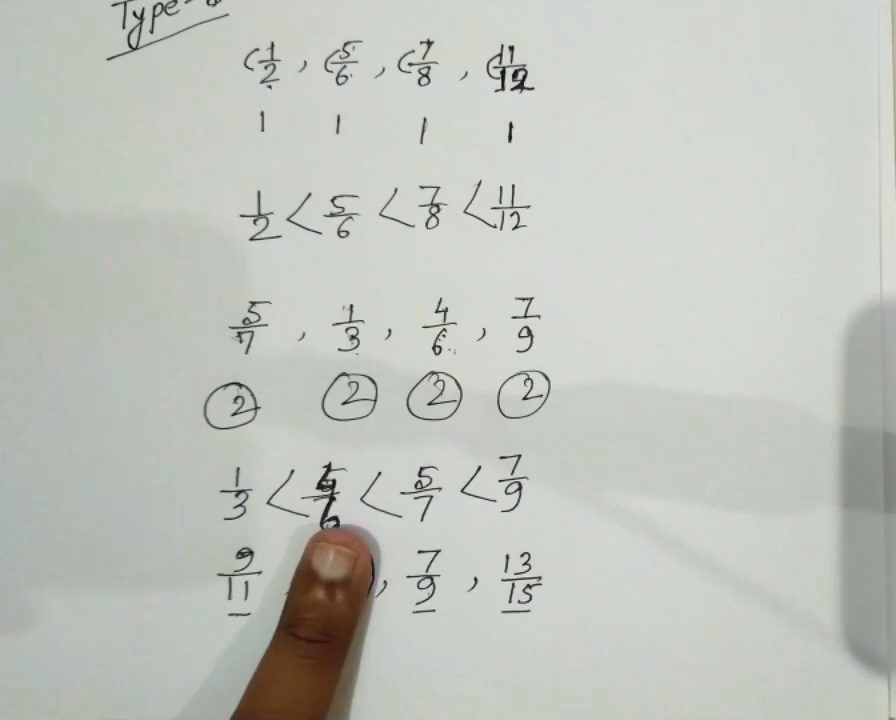 Type-
1/2 , 5/6 , 7/8 , 11/12
1 1 1 1
1/2 < 5/6 < 7/8 < 11/12
5/7 , 1/3 , 4/6 , 7/9
2 2 2 2
1/3 < 4/6 < 5/7 < 7/9
9/11 , , 7/9 , 13/15